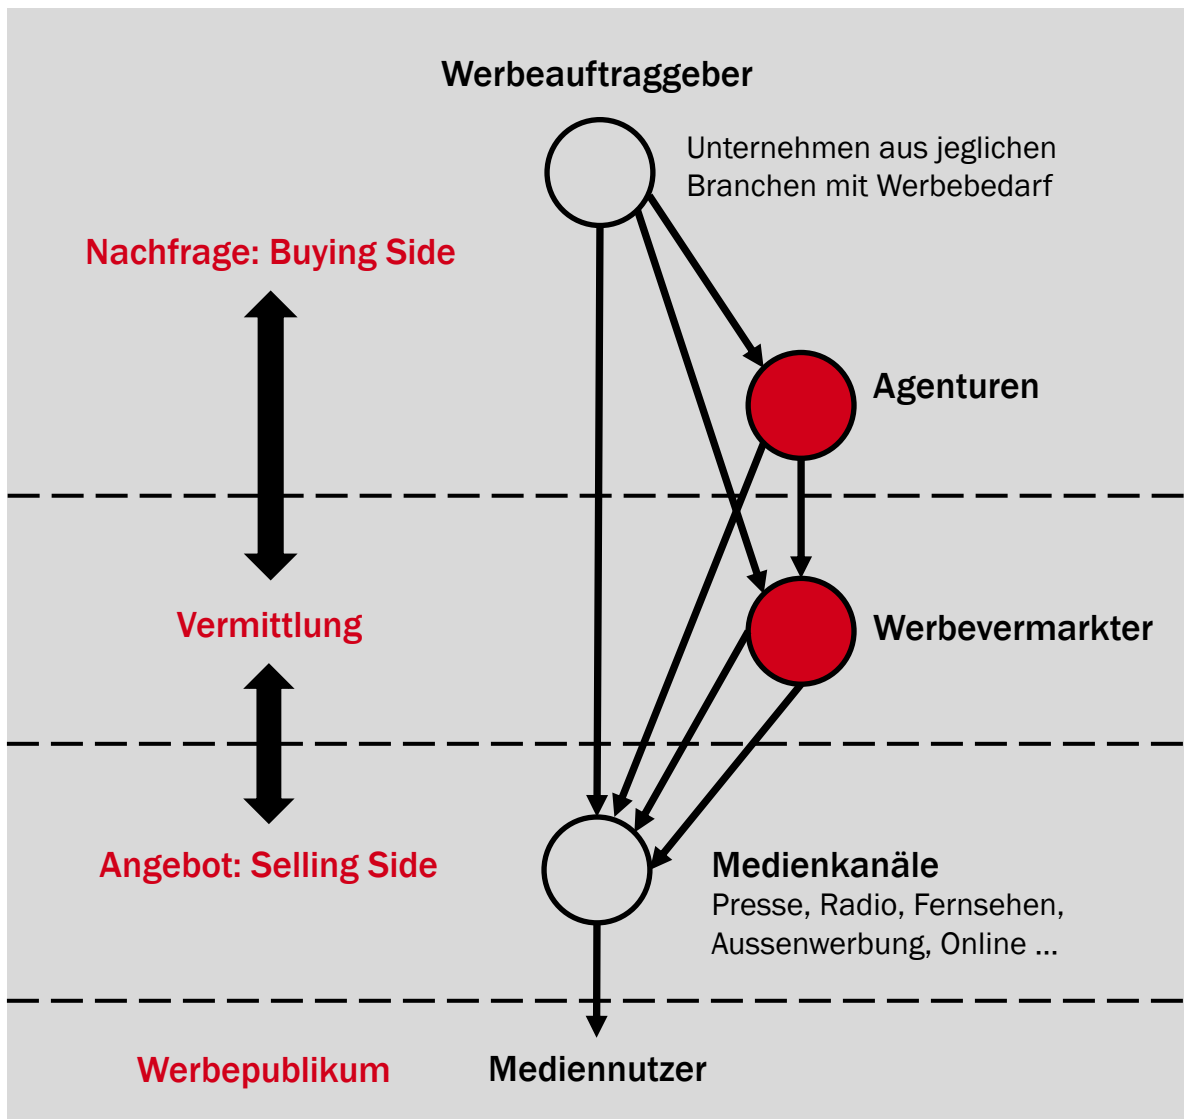 Werbeauftraggeber
Unternehmen aus jeglichen
Branchen mit Werbebedarf
Nachfrage: Buying Side
Agenturen
Vermittlung
Werbevermarkter
Angebot: Selling Side
Medienkanäle
Presse, Radio, Fernsehen,
Aussenwerbung, Online ...
Werbepublikum
Mediennutzer